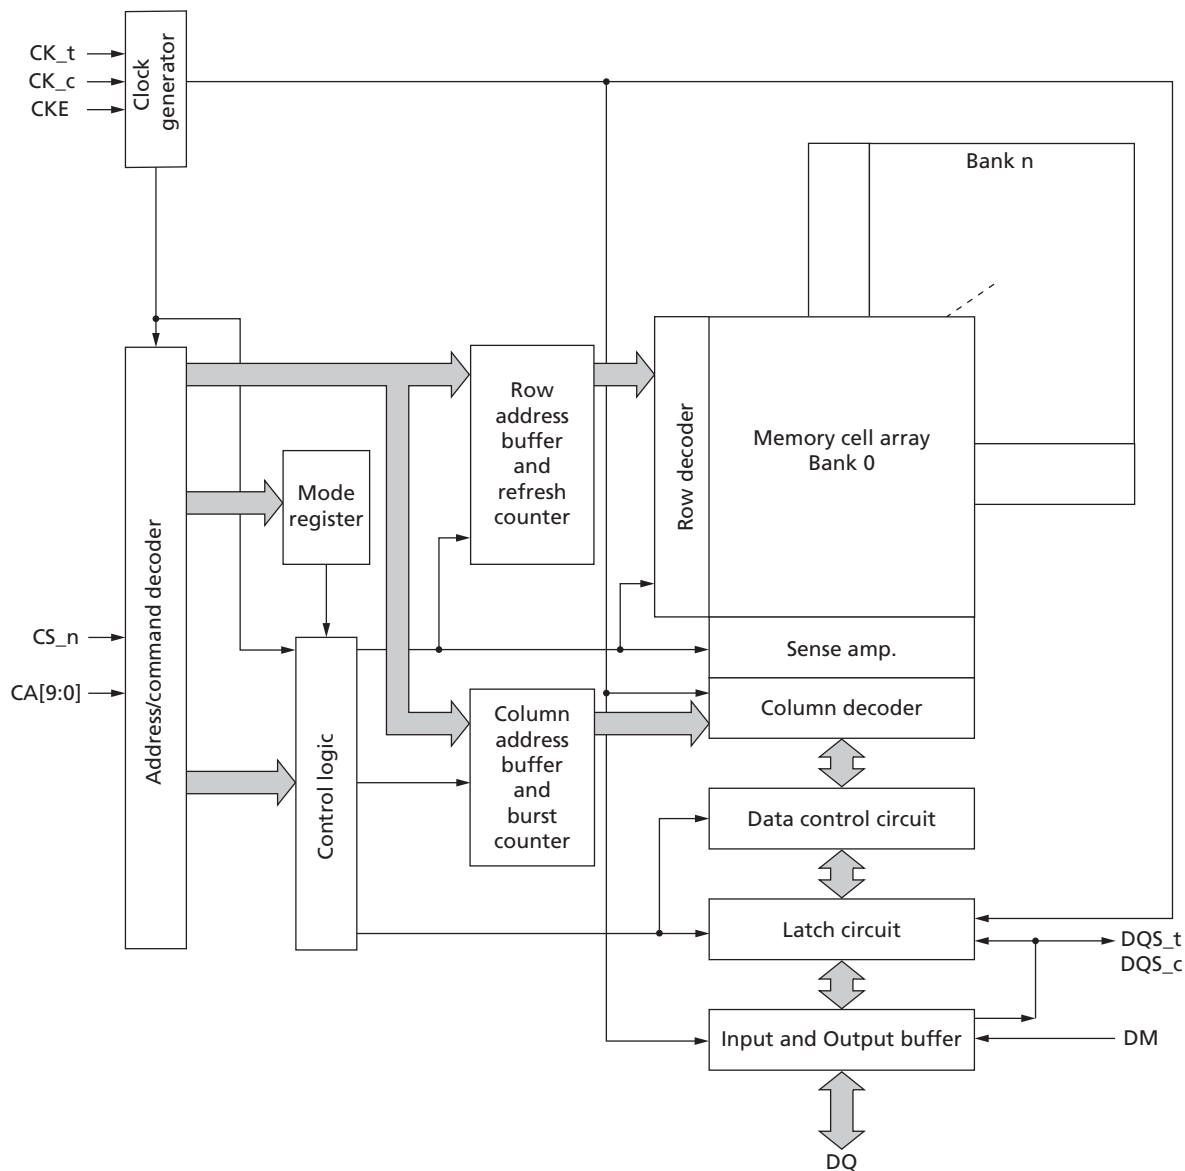 CK_t
CK_c
CKE
Clock
generator
Bank n
Address/command decoder
CS_n
CA[9:0]
Mode
register
Control logic
Row
address
buffer
and
refresh
counter
Row decoder
Memory cell array
Bank 0
Sense amp.
Column decoder
Column
address
buffer
and
burst
counter
Data control circuit
Latch circuit
DQS_t
DQS_c
Input and Output buffer
DM
DQ